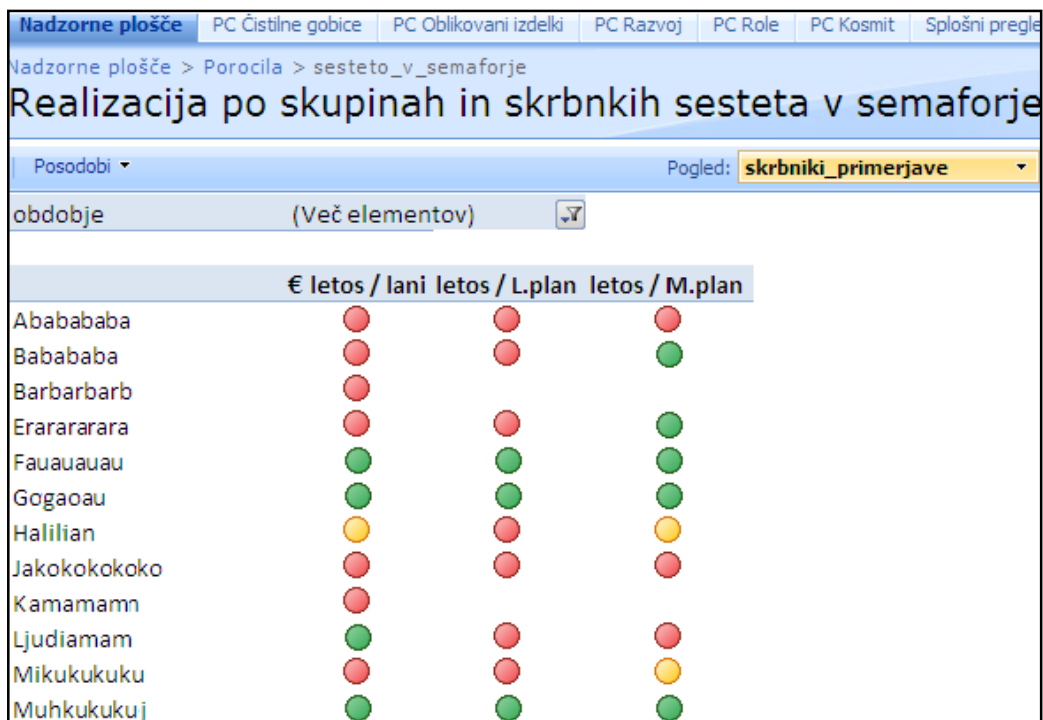 Nadzorne plošče PC Čistilne gobice PC Oblikovani izdelki PC Razvoj PC Role PC Kosmit Splošni pregle
Nadzorne plošče > Porocila > sesteto_v_semaforje
Realizacija po skupinah in skrbnkih sesteta v semaforje
Posodobi Pogled: skrbniki_primerjave
obdobje (Več elementov)
€ letos / lani letos / L.plan letos / M.plan
Ababababa
Babababa
Barbarbarb
Erarararara
Fauauauau
Gogaoau
Halilian
Jakokokokoko
Kamamamn
Ljudiamam
Mikukukuku
Muhkukukuj